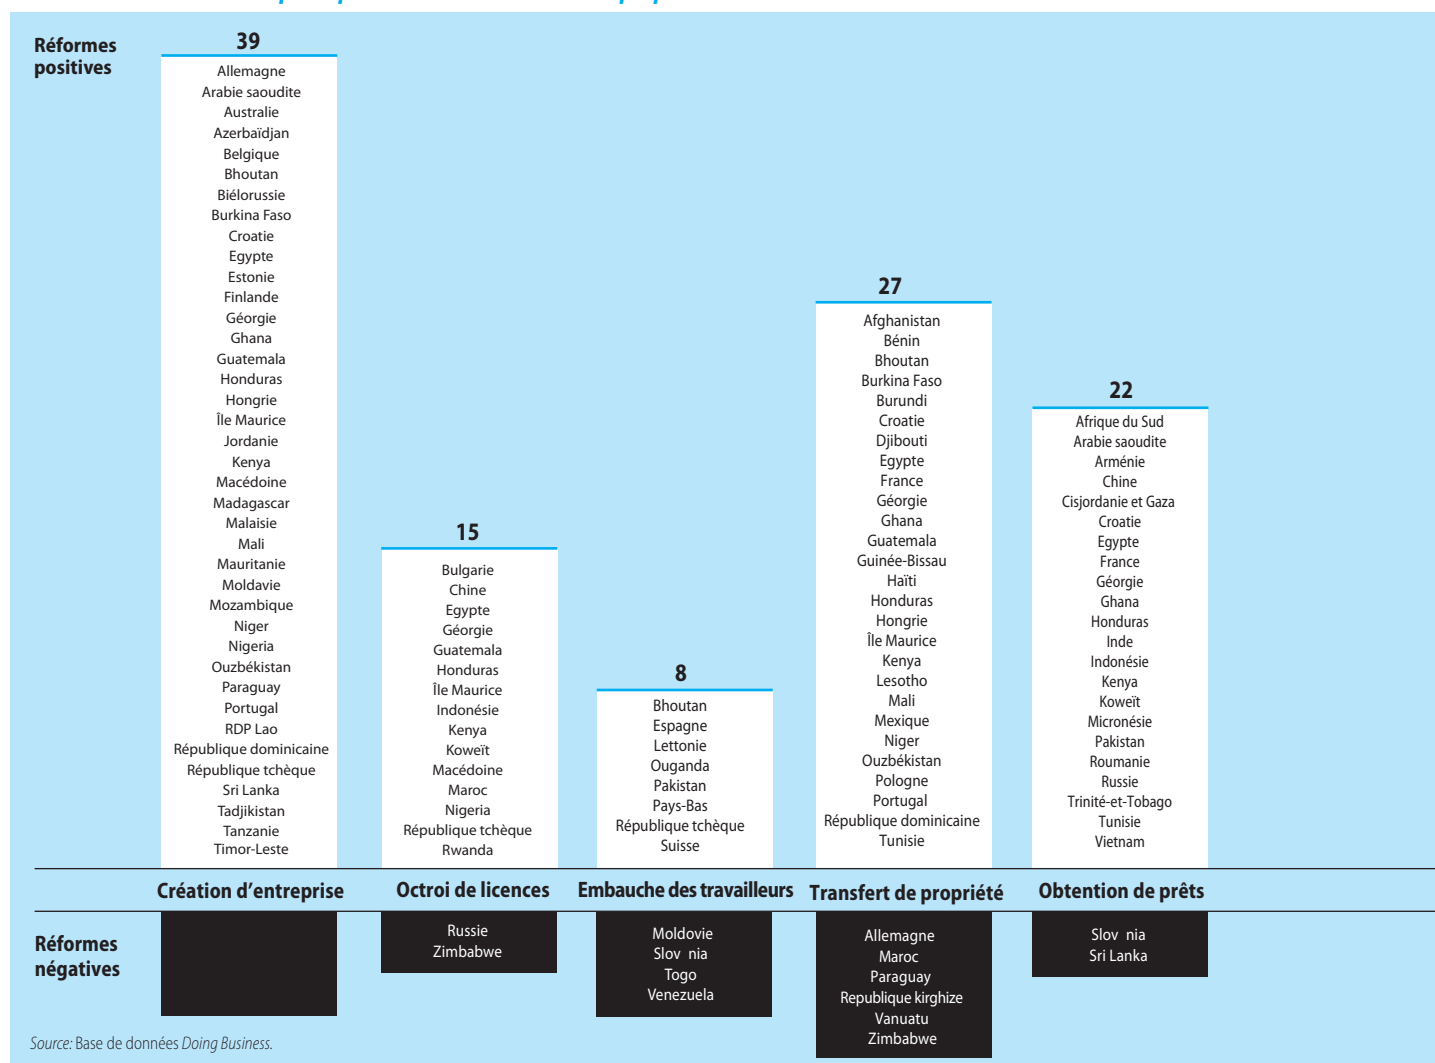 Réformes
positives
39
Allemagne
Arabie saoudite
Australie
Azerbaïdjan
Belgique
Bhoutan
Biélorussie
Burkina Faso
Croatie
Egypte
Estonie
Finlande
Géorgie
Ghana
Guatemala
Honduras
Hongrie
Île Maurice
Jordanie
Kenya
Macédoine
Madagascar
Malaisie
Mali
Mauritanie
Moldavie
Mozambique
Niger
Nigeria
Ouzbékistan
Paraguay
Portugal
RDP Lao
République dominicaine
République tchèque
Sri Lanka
Tadjikistan
Tanzanie
Timor-Leste
15
Bulgarie
Chine
Egypte
Géorgie
Guatemala
Honduras
Île Maurice
Indonésie
Kenya
Koweït
Macédoine
Maroc
Nigeria
République tchèque
Rwanda
8
Bhoutan
Espagne
Lettonie
Ouganda
Pakistan
Pays-Bas
République tchèque
Suisse
27
Afghanistan
Bénin
Bhoutan
Burkina Faso
Burundi
Croatie
Djibouti
Egypte
France
Géorgie
Ghana
Guatemala
Guinée-Bissau
Haïti
Honduras
Hongrie
Île Maurice
Kenya
Lesotho
Mali
Mexique
Niger
Ouzbékistan
Pologne
Portugal
République dominicaine
Tunisie
22
Afrique du Sud
Arabie saoudite
Arménie
Chine
Cisjordanie et Gaza
Croatie
Egypte
France
Géorgie
Ghana
Honduras
Inde
Indonésie
Kenya
Koweït
Micronésie
Pakistan
Roumanie
Russie
Trinité-et-Tobago
Tunisie
Vietnam
Création d'entreprise
Octroi de licences
Embauche des travailleurs
Transfert de propriété
Obtention de prêts
Réformes
négatives
Russie
Zimbabwe
Moldovie
Slov nia
Togo
Venezuela
Allemagne
Maroc
Paraguay
Republique kirghize
Vanuatu
Zimbabwe
Slov nia
Sri Lanka
Source: Base de données Doing Business.